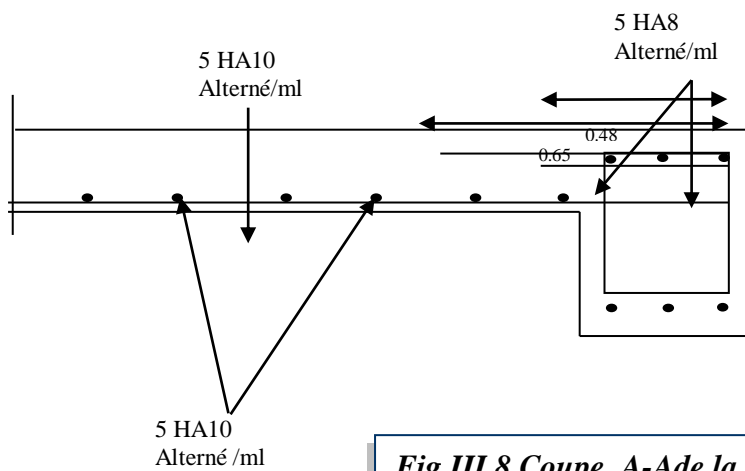 5 HA8
Alterné/ml
5 HA10
Alterné/ml
0.48
0.65
5 HA10
Alterné /ml
Fig III 8 Coupe A-Ade la